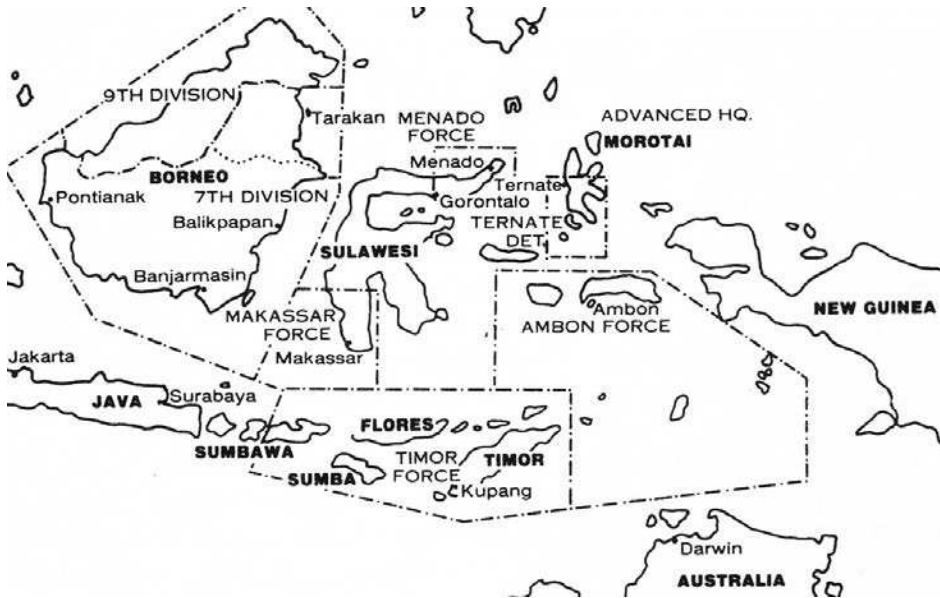 9TH DIVISION
Tarakan
MENADO
FORCE
ADVANCED HQ.
MOROTAI
Menado
BORNEO
Pontianak
7TH DIVISION
Ternate
Gorontalo
Balikpapan
TERNATE
DET.
SULAWESI
Banjarmasin
MAKASSAR
FORCE
Makassar
Ambon
AMBON FORCE
NEW GUINEA
Jakarta
JAVA
Surabaya
FLORES
SUMBAWA
TIMOR
FORCE
TIMOR
SUMBA
Kupang
Darwin
AUSTRALIA